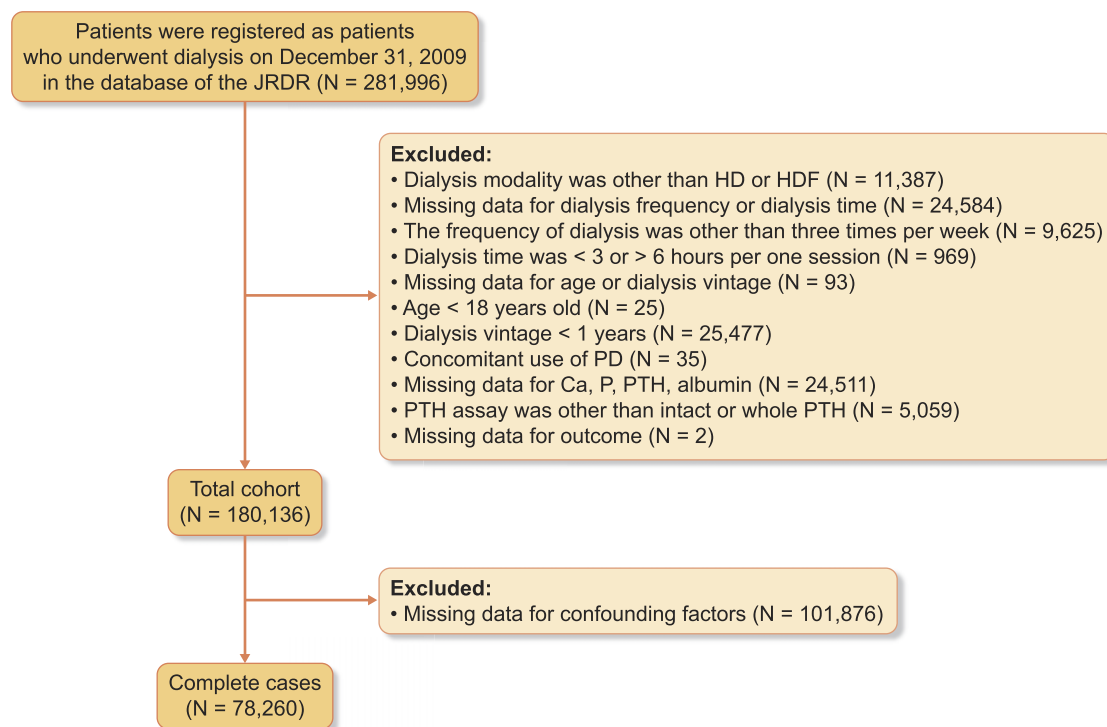 Patients were registered as patients
who underwent dialysis on December 31, 2009
in the database of the JRDR (N = 281,996)
Excluded:
• Dialysis modality was other than HD or HDF (N = 11,387)
• Missing data for dialysis frequency or dialysis time (N = 24,584)
• The frequency of dialysis was other than three times per week (N = 9,625)
• Dialysis time was < 3 or > 6 hours per one session (N = 969)
• Missing data for age or dialysis vintage (N = 93)
• Age < 18 years old (N = 25)
• Dialysis vintage < 1 years (N = 25,477)
• Concomitant use of PD (N = 35)
• Missing data for Ca, P, PTH, albumin (N = 24,511)
• PTH assay was other than intact or whole PTH (N = 5,059)
• Missing data for outcome (N = 2)
Total cohort
(N = 180,136)
Excluded:
• Missing data for confounding factors (N = 101,876)
Complete cases
(N = 78,260)